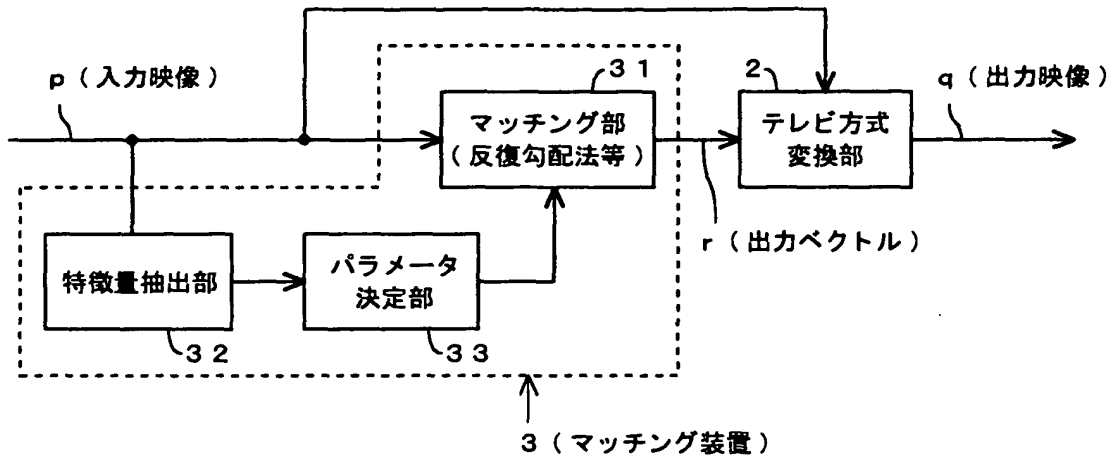 p（入力映像）
31
マッチング部
（反復勾配法等）
2
テレビ方式
変換部
q（出力映像）
r（出力ベクトル）
特徴量抽出部
32
パラメータ
決定部
33
3（マッチング装置）